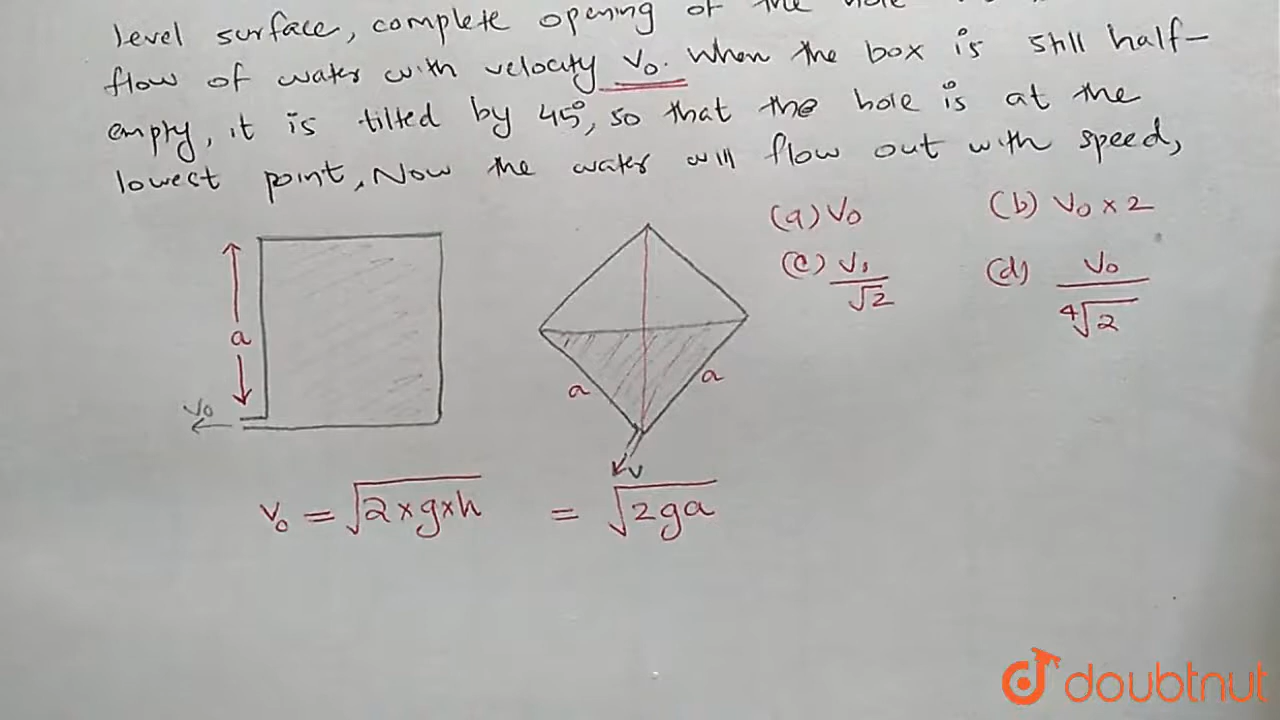 level surface, complete opening of the hole
flow of water with velocity V₀. When the box is still half-
empty, it is tilted by 45°, so that the hole is at the
lowest point, Now the water will flow out with speed,
(a) V₀ (b) V₀ × 2
(c) V₀/√2 (d) V₀/⁴√2
a
a a
V₀
V
V₀ = √2×g×h = √2ga
doubtnut